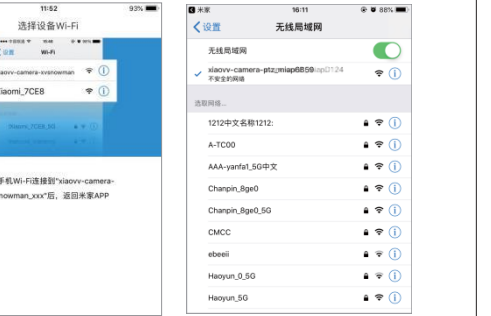 11:52
93%
选择设备Wi-Fi
设置
Wi-Fi
aovv-camera-xvsnowman
iaomi_7CE8
手机Wi-Fi连接到"xiaovv-camera-
nowman_xxx"后，返回米家APP
米家
16:11
88%
设置
无线局域网
无线局域网
xiaovv-camera-ptz_miap6859
不安全的网络
选取网络...
1212中文名称1212:
A-TC00
AAA-yanfa1_5G中文
Chanpin_8ge0
Chanpin_8ge0_5G
CMCC
ebeeii
Haoyun_0_5G
Haoyun_5G